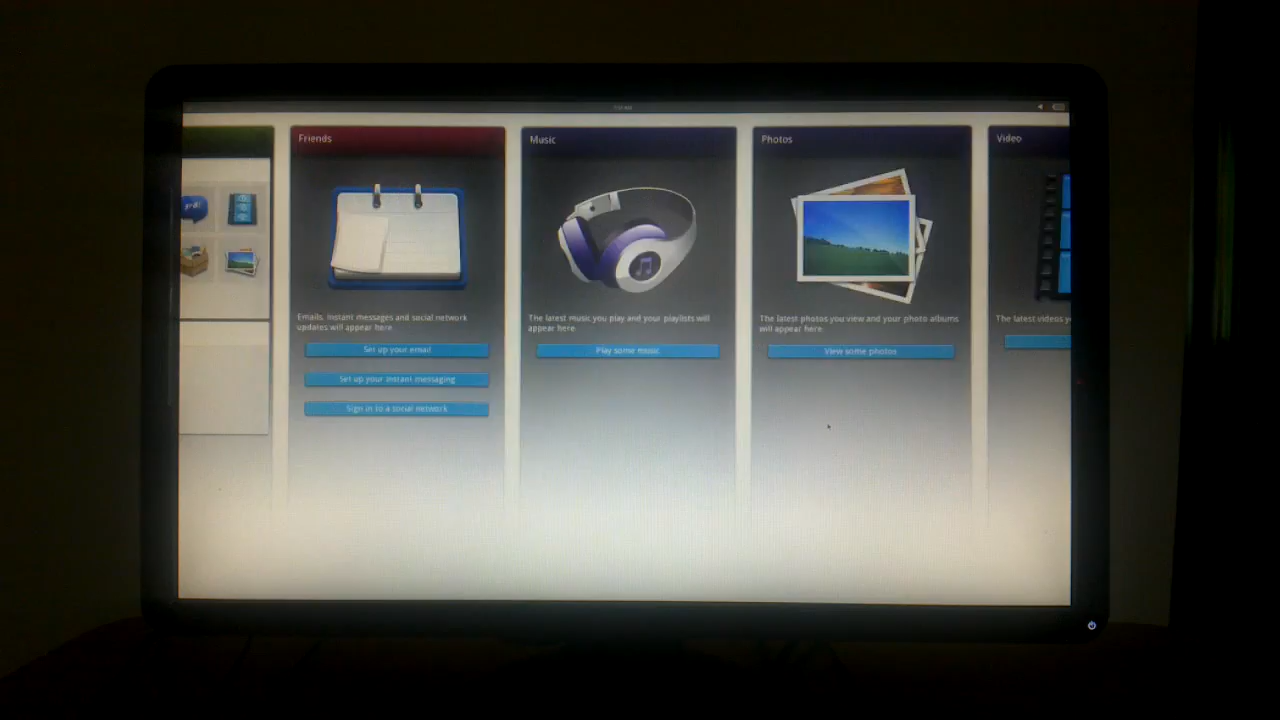 Friends
Music
Photos
Video
Emails, instant messages and social network
updates will appear here.
Set up your email
Set up your instant messaging
Sign in to a social network
The latest music you play and your playlists will
appear here.
Play some music
The latest photos you view and your photo albums
will appear here.
View some photos
The latest videos y